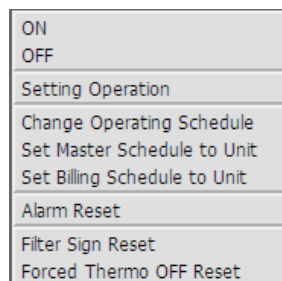 ON
OFF
Setting Operation
Change Operating Schedule
Set Master Schedule to Unit
Set Billing Schedule to Unit
Alarm Reset
Filter Sign Reset
Forced Thermo OFF Reset